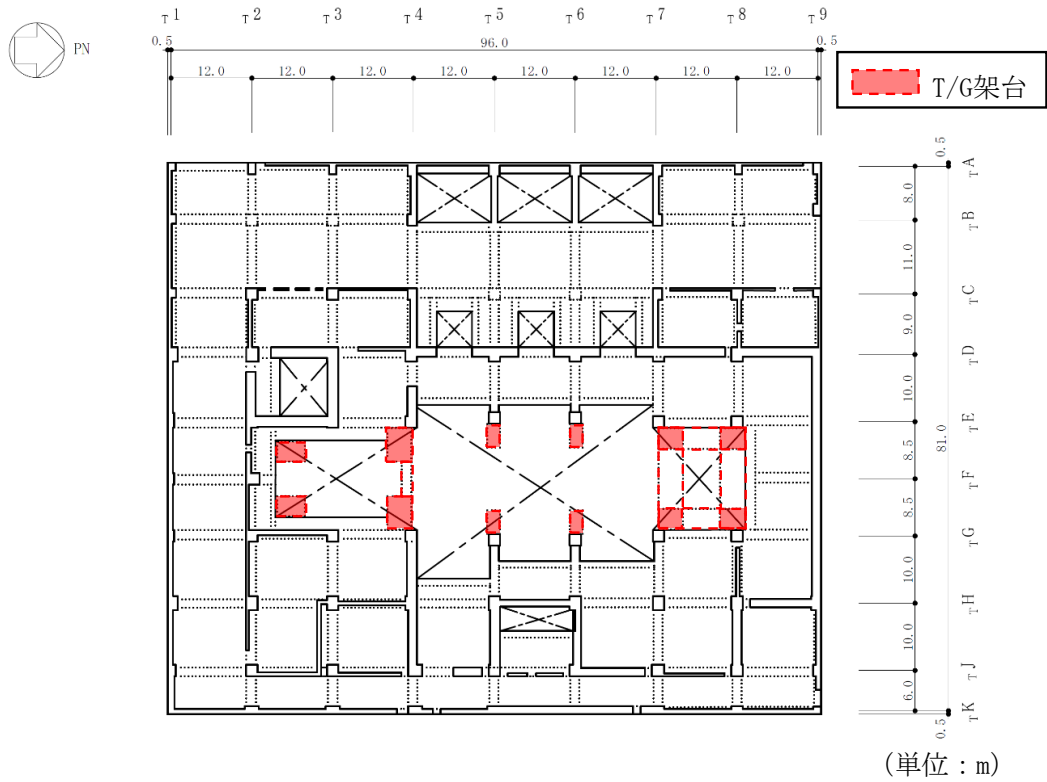 T1 T2 T3 T4 T5 T6 T7 T8 T9
PN
0.5 96.0 0.5
12.0 12.0 12.0 12.0 12.0 12.0 12.0 12.0
T/G架台
0.5
TA
8.0
TB
11.0
TC
9.0
TD
10.0
TE
8.5
81.0
TF
8.5
TG
10.0
TH
10.0
TJ
6.0
TK
0.5
(単位：m)